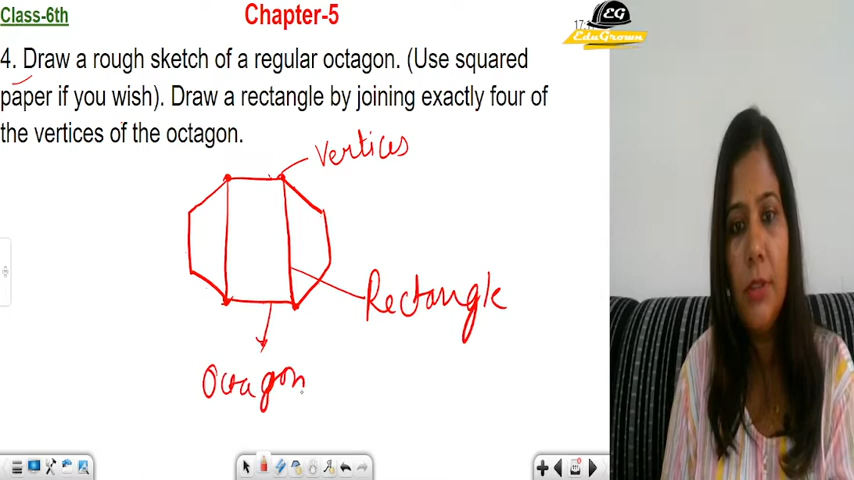 Class-6th
Chapter-5
EG
EduGrown
4. Draw a rough sketch of a regular octagon. (Use squared
paper if you wish). Draw a rectangle by joining exactly four of
the vertices of the octagon.
vertices
Rectangle
Octagon